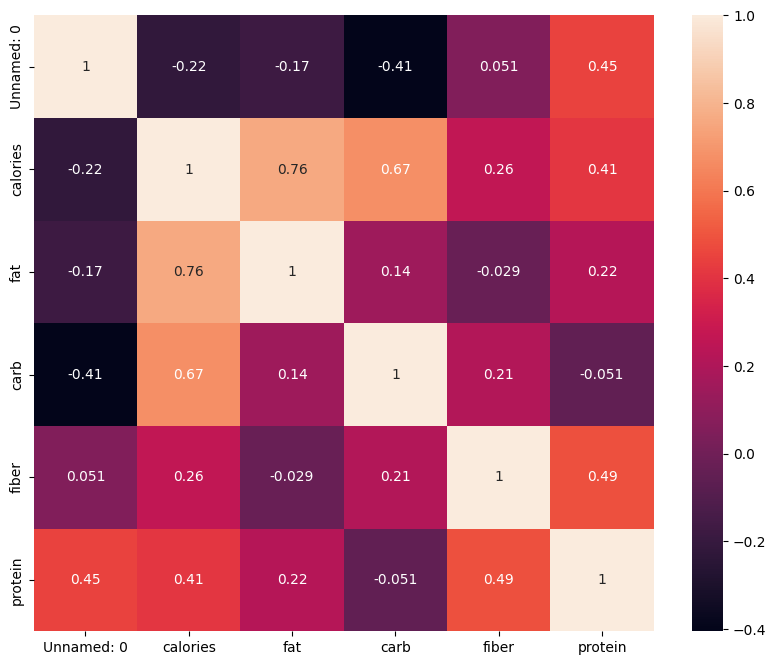 Unnamed: 0 1 -0.22 -0.17 -0.41 0.051 0.45
calories -0.22 1 0.76 0.67 0.26 0.41
fat -0.17 0.76 1 0.14 -0.029 0.22
carb -0.41 0.67 0.14 1 0.21 -0.051
fiber 0.051 0.26 -0.029 0.21 1 0.49
protein 0.45 0.41 0.22 -0.051 0.49 1
Unnamed: 0 calories fat carb fiber protein
1.0
0.8
0.6
0.4
0.2
0.0
−0.2
−0.4